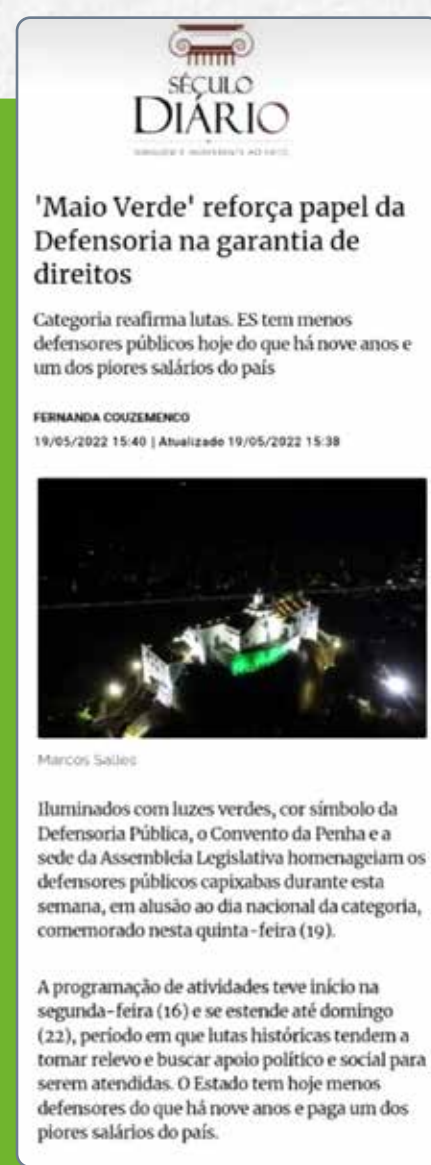 SÉCULO
DIÁRIO
'Maio Verde' reforça papel da
Defensoria na garantia de
direitos
Categoria reafirma lutas. ES tem menos
defensores públicos hoje do que há nove anos e
um dos piores salários do país
FERNANDA COUZEMENCO
19/05/2022 15:40 | Atualizado 19/05/2022 15:38
Marcos Salles
Iluminados com luzes verdes, cor símbolo da
Defensoria Pública, o Convento da Penha e a
sede da Assembleia Legislativa homenageiam os
defensores públicos capixabas durante esta
semana, em alusão ao dia nacional da categoria,
comemorado nesta quinta-feira (19).
A programação de atividades teve início na
segunda-feira (16) e se estende até domingo
(22), período em que lutas históricas tendem a
tomar relevo e buscar apoio político e social para
serem atendidas. O Estado tem hoje menos
defensores do que há nove anos e paga um dos
piores salários do país.